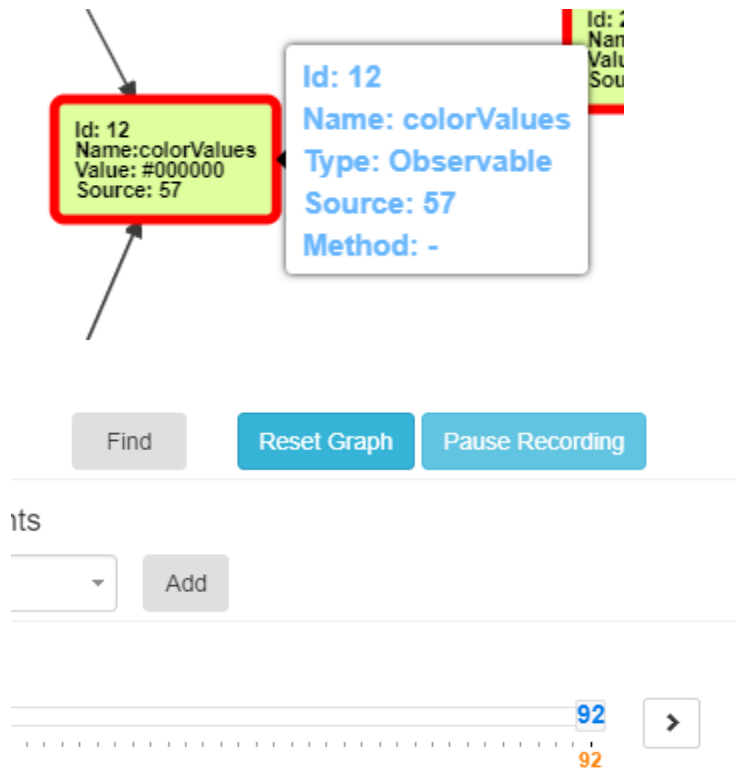 Id: 12
Name:colorValues
Value: #000000
Source: 57
Id: 12
Name: colorValues
Type: Observable
Source: 57
Method: -
Id:
Find
Reset Graph
Pause Recording
Add
92
92